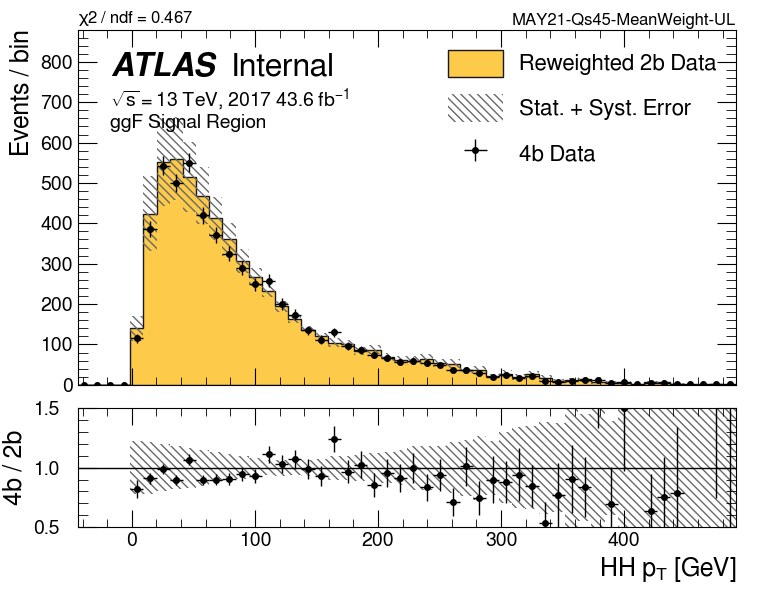 χ2 / ndf = 0.467
MAY21-Qs45-MeanWeight-UL
Events / bin
800
700
600
500
400
300
200
100
0
ATLAS Internal
√s = 13 TeV, 2017 43.6 fb⁻¹
ggF Signal Region
Reweighted 2b Data
Stat. + Syst. Error
4b Data
4b / 2b
1.5
1.0
0.5
0
100
200
300
400
HH pT [GeV]